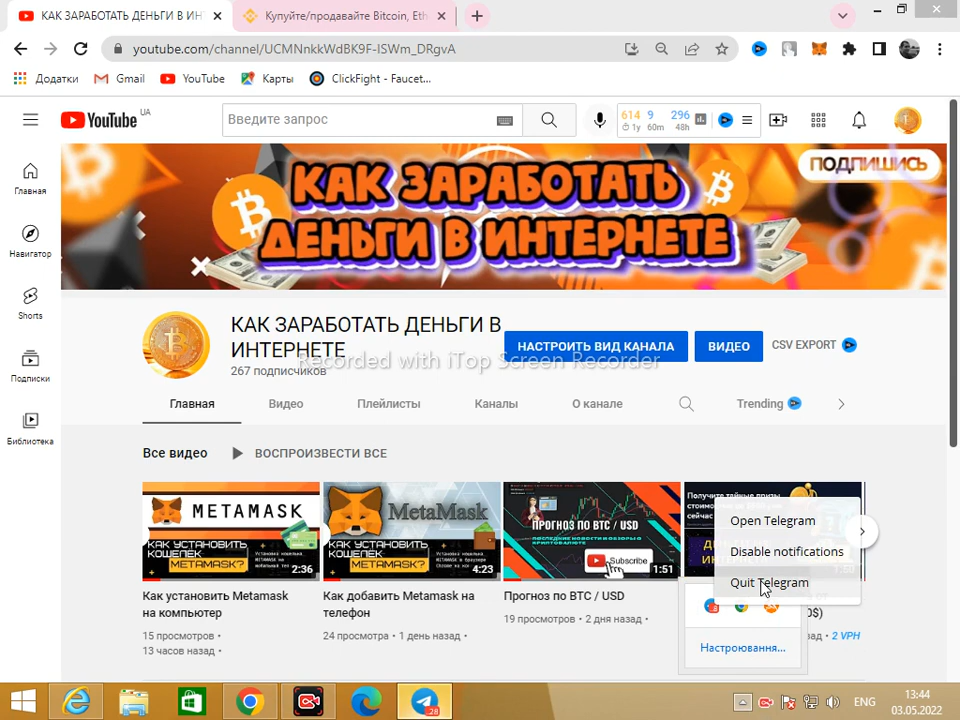 КАК ЗАРАБОТАТЬ ДЕНЬГИ В ИН
Купуйте/продавайте Bitcoin, Eth
youtube.com/channel/UCMNnkkWdBK9F-ISWm_DRgvA
Додатки
Gmail
YouTube
Карты
ClickFight - Faucet...
YouTube UA
Введите запрос
614 9 296
1y 60m 48h
КАК ЗАРАБОТАТЬ
ДЕНЬГИ В ИНТЕРНЕТЕ
ПОДПИШИСЬ
Главная
Навигатор
Shorts
Подписки
Библиотека
КАК ЗАРАБОТАТЬ ДЕНЬГИ В
ИНТЕРНЕТЕ
267 подписчиков
НАСТРОИТЬ ВИД КАНАЛА
ВИДЕО
CSV EXPORT
Recorded with iTop Screen Recorder
Главная
Видео
Плейлисты
Каналы
О канале
Trending
Все видео
ВОСПРОИЗВЕСТИ ВСЕ
METAMASK
КАК УСТАНОВИТЬ
КОШЕЛЕК
METAMASK?
2:36
MetaMask
КАК УСТАНОВИТЬ
КОШЕЛЕК
METAMASK?
4:23
ПРОГНОЗ ПО BTC / USD
Subscribe
1:51
Получите тайные призы
Как установить Metamask
на компьютер
15 просмотров •
13 часов назад •
Как добавить Metamask на
телефон
24 просмотра • 1 день назад •
Прогноз по BTC / USD
19 просмотров • 2 дня назад •
2 VPH
Open Telegram
Disable notifications
Quit Telegram
Настроювання...
28
ENG
13:44
03.05.2022